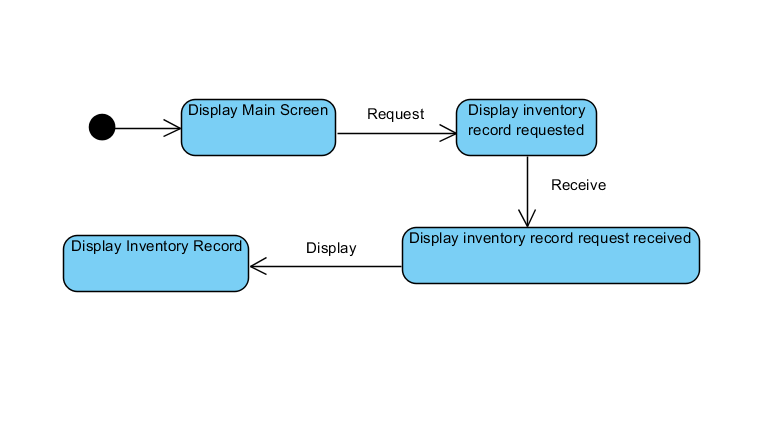 Display Main Screen
Request
Display inventory
record requested
Receive
Display inventory record request received
Display
Display Inventory Record